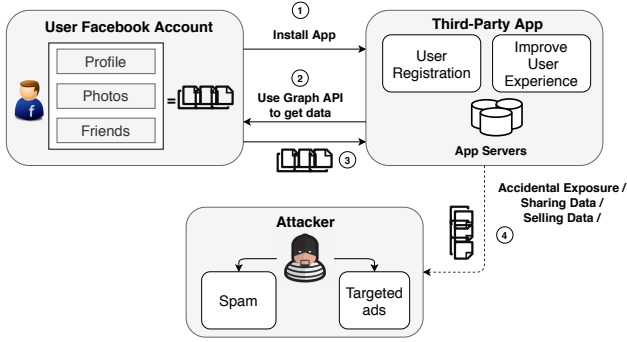 User Facebook Account
Profile
Photos
Friends
=
f
1
Install App
2
Use Graph API
to get data
3
Third-Party App
User
Registration
Improve
User
Experience
App Servers
Accidental Exposure /
Sharing Data /
Selling Data /
4
Attacker
Spam
Targeted
ads